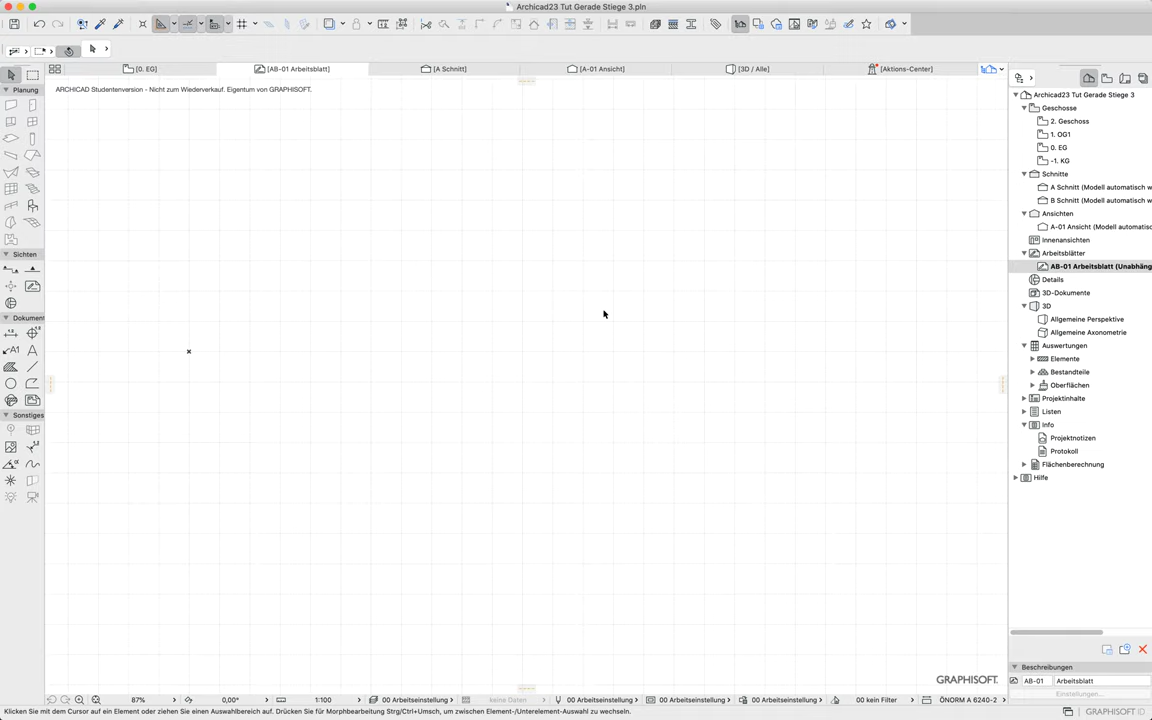 Archicad23 Tut Gerade Stiege 3.pln
[0. EG]
[AB-01 Arbeitsblatt]
[A Schnitt]
[A-01 Ansicht]
[3D / Alle]
[Aktions-Center]
Planung
Sichten
Dokument
Sonstiges
ARCHICAD Studentenversion - Nicht zum Wiederverkauf. Eigentum von GRAPHISOFT.
GRAPHISOFT.
Archicad23 Tut Gerade Stiege 3
Geschosse
2. Geschoss
1. OG1
0. EG
-1. KG
Schnitte
A Schnitt (Modell automatisch w
B Schnitt (Modell automatisch w
Ansichten
A-01 Ansicht (Modell automatisc
Innenansichten
Arbeitsblätter
AB-01 Arbeitsblatt (Unabhäng
Details
3D-Dokumente
3D
Allgemeine Perspektive
Allgemeine Axonometrie
Auswertungen
Elemente
Bestandteile
Oberflächen
Projektinhalte
Listen
Info
Projektnotizen
Protokoll
Flächenberechnung
Hilfe
Beschreibungen
AB-01 Arbeitsblatt
Einstellungen...
87%
0,00°
1:100
00 Arbeitseinstellung
keine Daten
00 Arbeitseinstellung
00 Arbeitseinstellung
00 Arbeitseinstellung
00 kein Filter
ÖNORM A 6240-2
Klicken Sie mit dem Cursor auf ein Element oder ziehen Sie einen Auswahlbereich auf. Drücken Sie für Morphbearbeitung Strg/Ctrl+Umsch, um zwischen Element-/Unterelement-Auswahl zu wechseln.
GRAPHISOFT ID